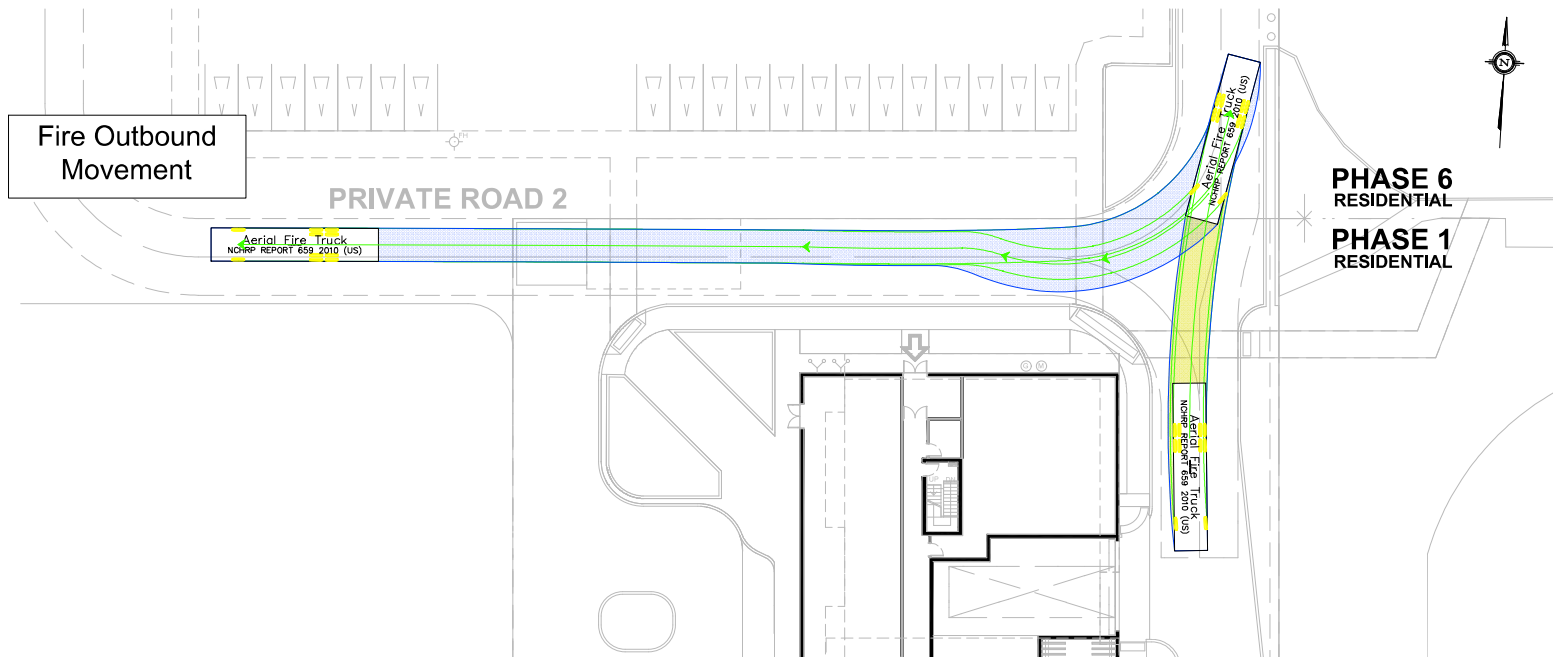 Fire Outbound
Movement
PRIVATE ROAD 2
FH
N
PHASE 6
RESIDENTIAL
PHASE 1
RESIDENTIAL
Aerial Fire Truck
NCHRP REPORT 659 2010 (US)
Aerial Fire Truck
NCHRP REPORT 659 2010 (US)
Aerial Fire Truck
NCHRP REPORT 659 2010 (US)
G M